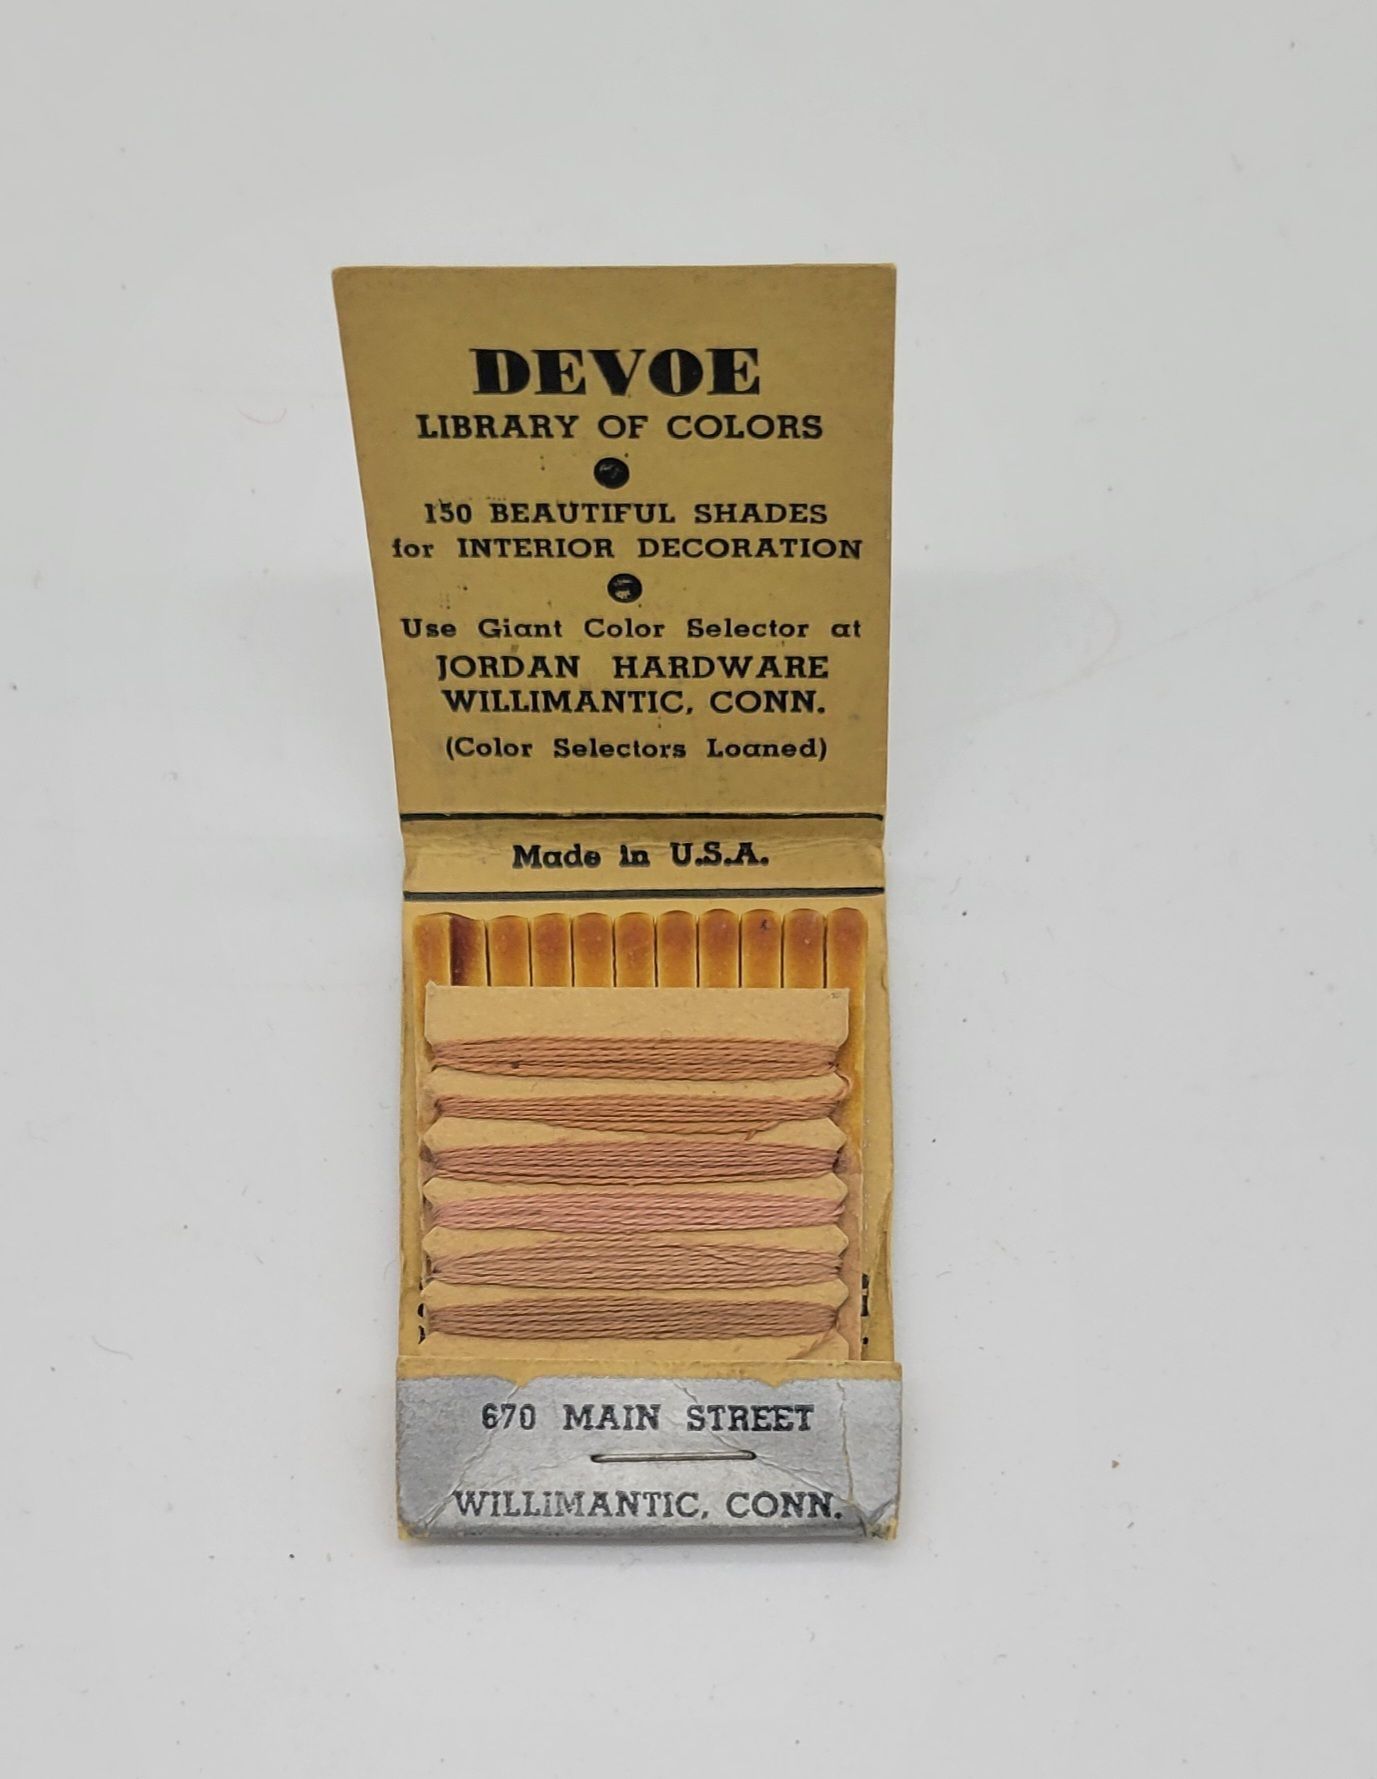 DEVOE
LIBRARY OF COLORS
150 BEAUTIFUL SHADES
for INTERIOR DECORATION
Use Giant Color Selector at
JORDAN HARDWARE
WILLIMANTIC, CONN.
(Color Selectors Loaned)
Made in U.S.A.
670 MAIN STREET
WILLIMANTIC, CONN.